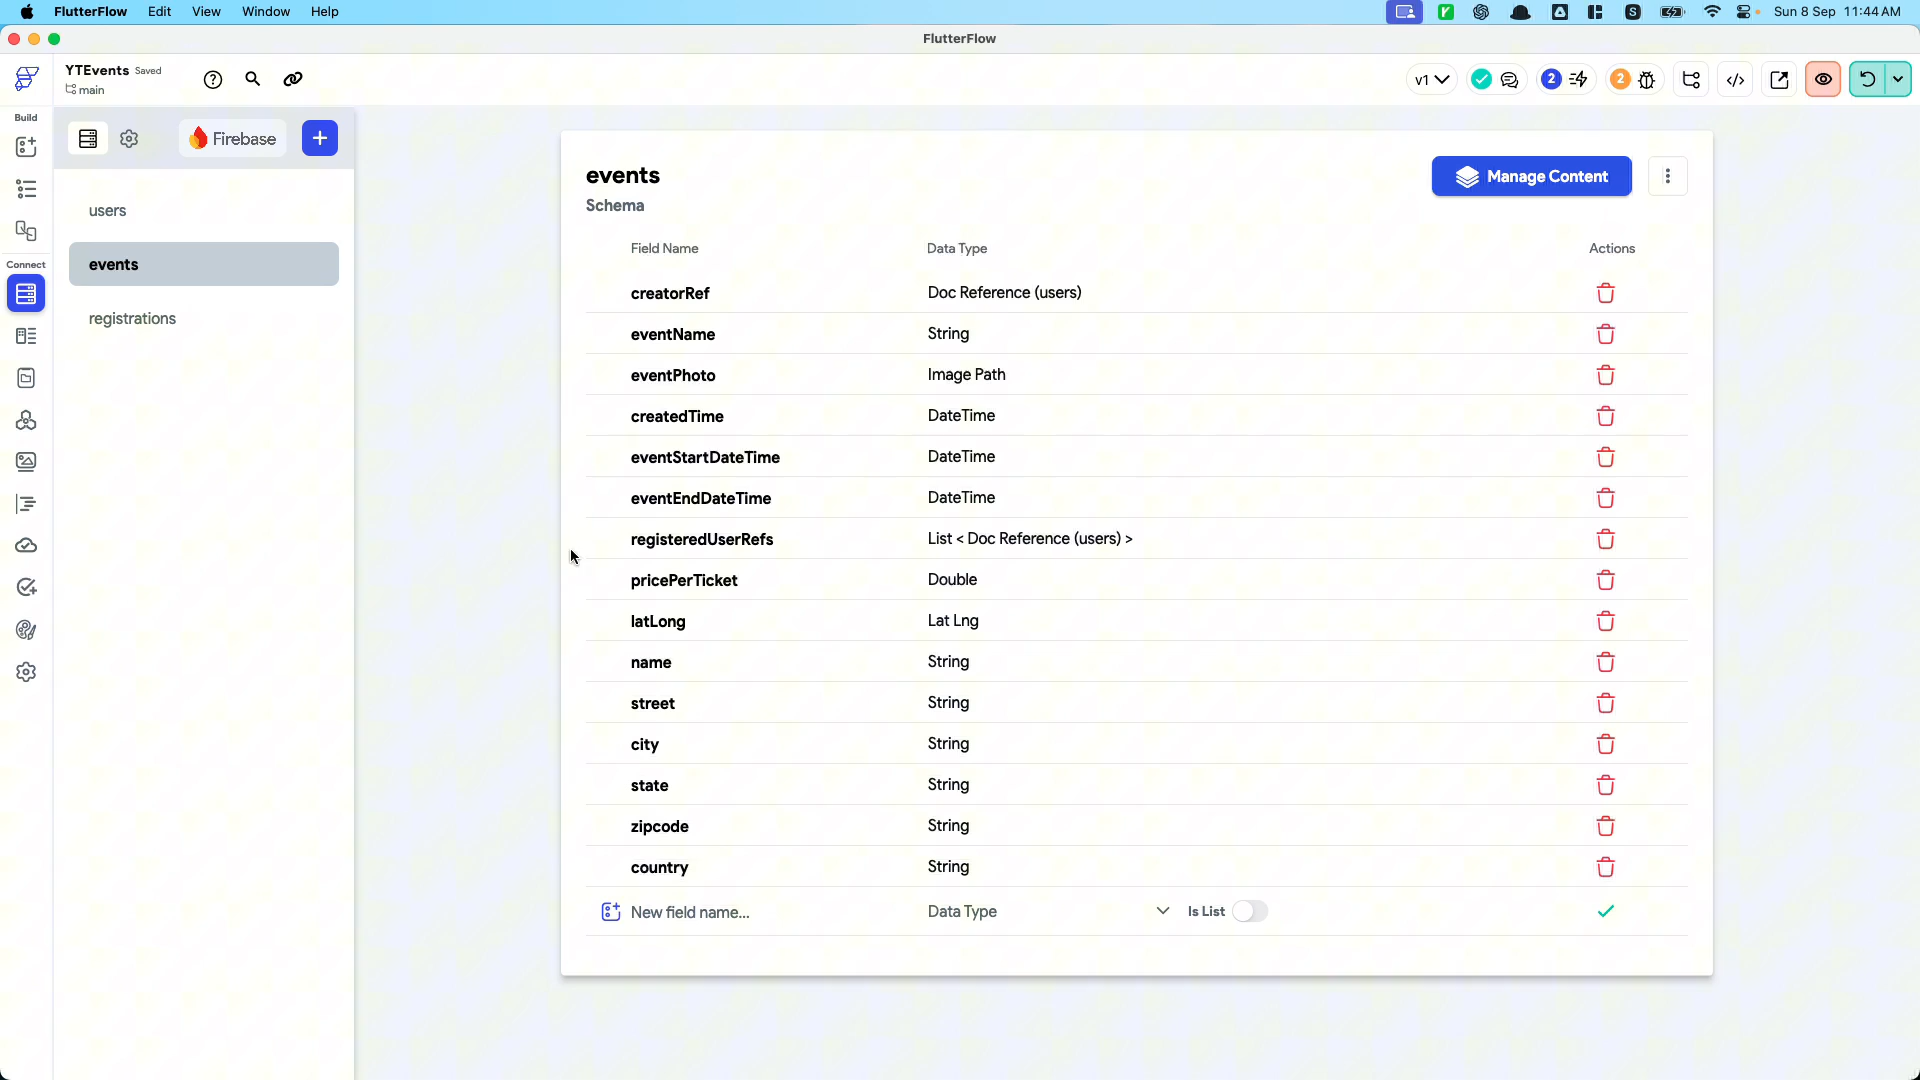 FlutterFlow Edit View Window Help Sun 8 Sep 11:44 AM
FlutterFlow
YTEvents Saved
main
v1 2 2
Build
Firebase
users
events
registrations
Connect
events
Manage Content
Schema
Field Name Data Type Actions
creatorRef Doc Reference (users)
eventName String
eventPhoto Image Path
createdTime DateTime
eventStartDateTime DateTime
eventEndDateTime DateTime
registeredUserRefs List < Doc Reference (users) >
pricePerTicket Double
latLong Lat Lng
name String
street String
city String
state String
zipcode String
country String
New field name... Data Type Is List